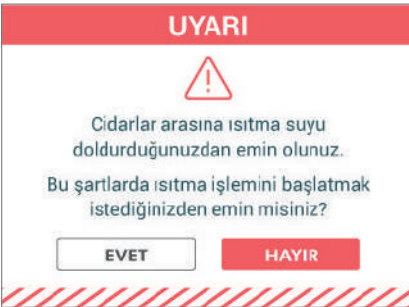 UYARI
Cidarlar arasına ısıtma suyu
doldurduğunuzdan emin olunuz.
Bu şartlarda ısıtma işlemini başlatmak
istediğinizden emin misiniz?
EVET
HAYIR